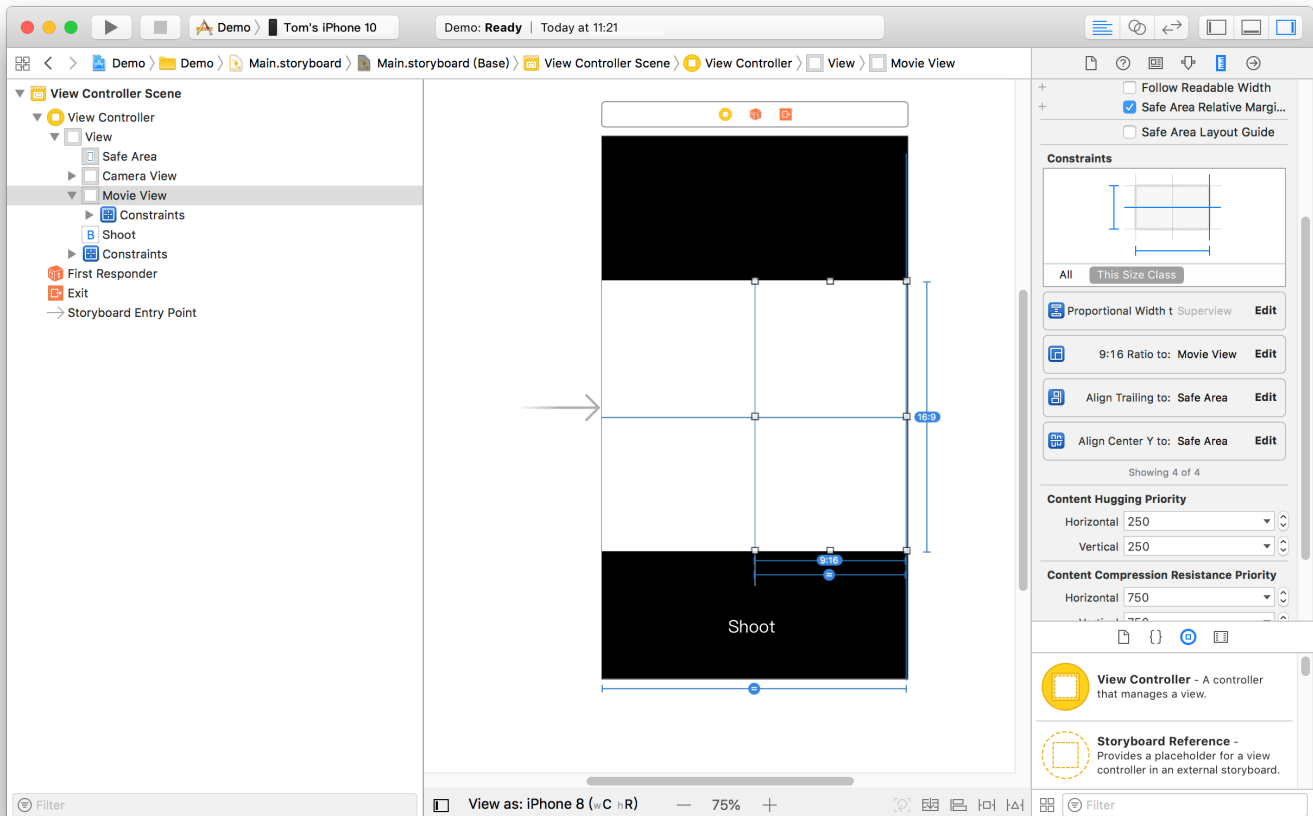 Demo
Tom's iPhone 10
Demo: Ready | Today at 11:21
Demo
Demo
Main.storyboard
Main.storyboard (Base)
View Controller Scene
View Controller
View
Movie View
View Controller Scene
View Controller
View
Safe Area
Camera View
Movie View
Constraints
B Shoot
Constraints
First Responder
Exit
Storyboard Entry Point
Filter
16:9
9:16
Shoot
View as: iPhone 8 (wC hR)
75%
Follow Readable Width
Safe Area Relative Margi...
Safe Area Layout Guide
Constraints
All This Size Class
Proportional Width t Superview Edit
9:16 Ratio to: Movie View Edit
Align Trailing to: Safe Area Edit
Align Center Y to: Safe Area Edit
Showing 4 of 4
Content Hugging Priority
Horizontal 250
Vertical 250
Content Compression Resistance Priority
Horizontal 750
View Controller - A controller
that manages a view.
Storyboard Reference -
Provides a placeholder for a view
controller in an external storyboard.
Filter